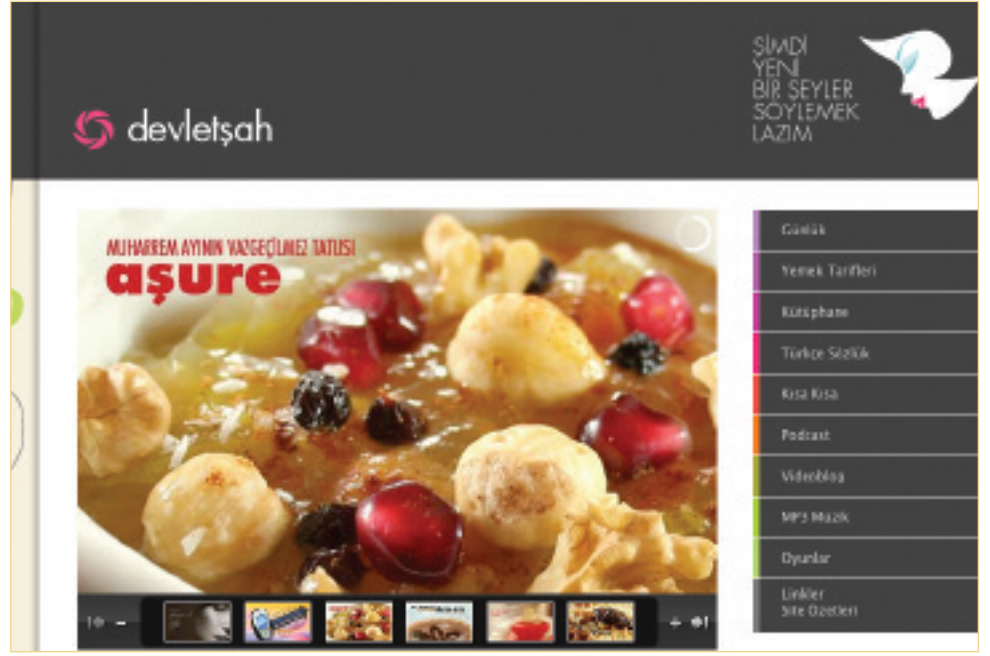 ŞİMDİ
YENİ
BİR ŞEYLER
SÖYLEMEK
LAZIM
devletşah
MUHARREM AYININ VAZGEÇİLMEZ TATLISI
aşure
Günlük
Yemek Tarifleri
Kütüphane
Türkçe Sözlük
Kısa Kısa
Podcast
Videoblog
MP3 Müzik
Oyunlar
Linkler
Site Özetleri